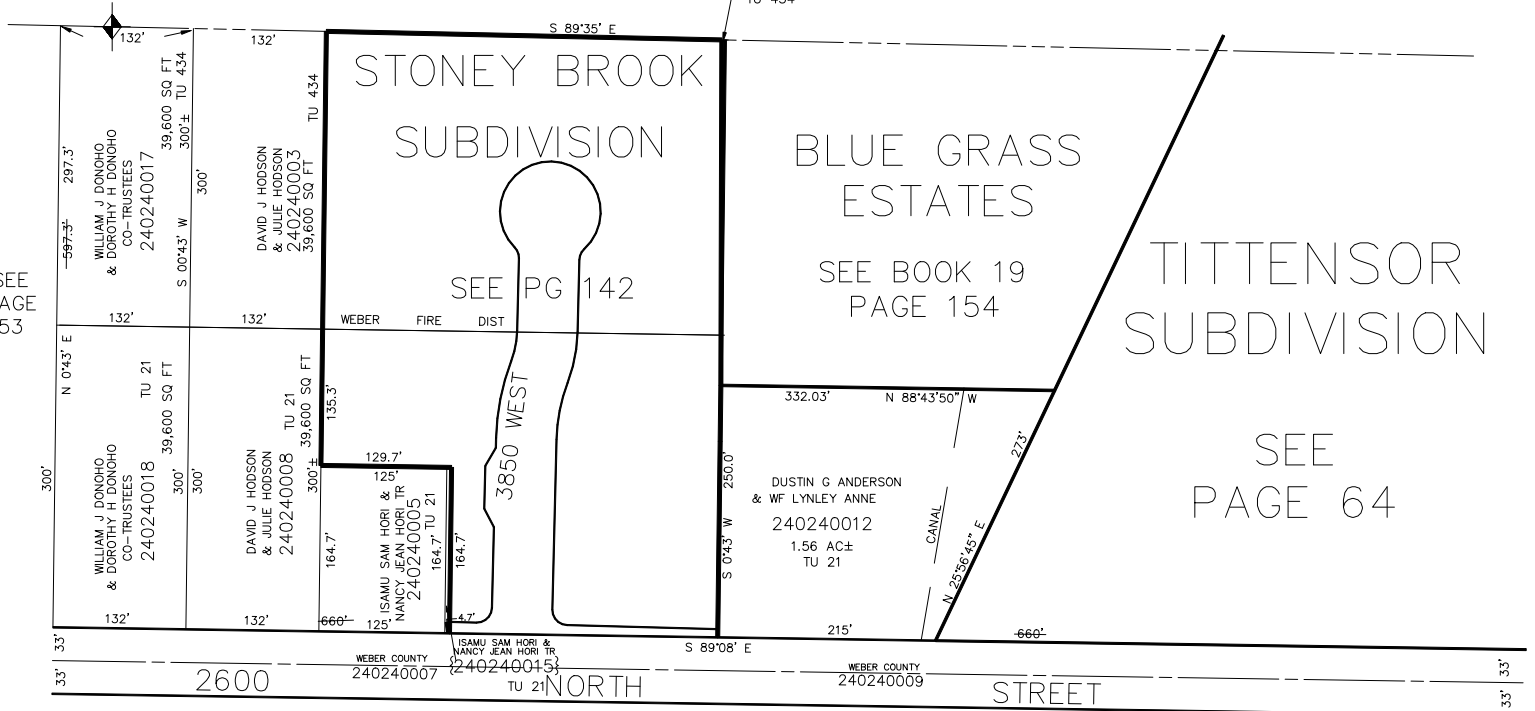 TU 434
S 89°35' E
132'
132'
STONEY BROOK
SUBDIVISION
SEE PG 142
BLUE GRASS
ESTATES
SEE BOOK 19
PAGE 154
TITTENSOR
SUBDIVISION
SEE
PAGE 64
SEE
AGE
53
297.3'
597.3'
WILLIAM J DONOHO
& DOROTHY H DONOHO
CO-TRUSTEES
240240017
39,600 SQ FT
300'± TU 434
S 00°43' W
300'
DAVID J HODSON
& JULIE HODSON
240240003
39,600 SQ FT
TU 434
132'
132'
WEBER FIRE DIST
N 0°43' E
300'
WILLIAM J DONOHO
& DOROTHY H DONOHO
CO-TRUSTEES
240240018
TU 21
39,600 SQ FT
300'
300'
DAVID J HODSON
& JULIE HODSON
240240008
TU 21
39,600 SQ FT
300'±
135.3'
129.7'
125'
164.7'
ISAMU SAM HORI &
NANCY JEAN HORI TR
240240005
TU 21
164.7'
164.7'
3850 WEST
332.03'
N 88°43'50" W
250.0'
S 0°43' W
DUSTIN G ANDERSON
& WF LYNLEY ANNE
240240012
1.56 AC±
TU 21
CANAL
273'
N 25°56'45" E
132'
132'
660'
125'
4.7'
215'
660'
S 89°08' E
33'
33'
WEBER COUNTY
240240007
ISAMU SAM HORI &
NANCY JEAN HORI TR
{240240015}
TU 21
WEBER COUNTY
240240009
33'
33'
2600 NORTH STREET